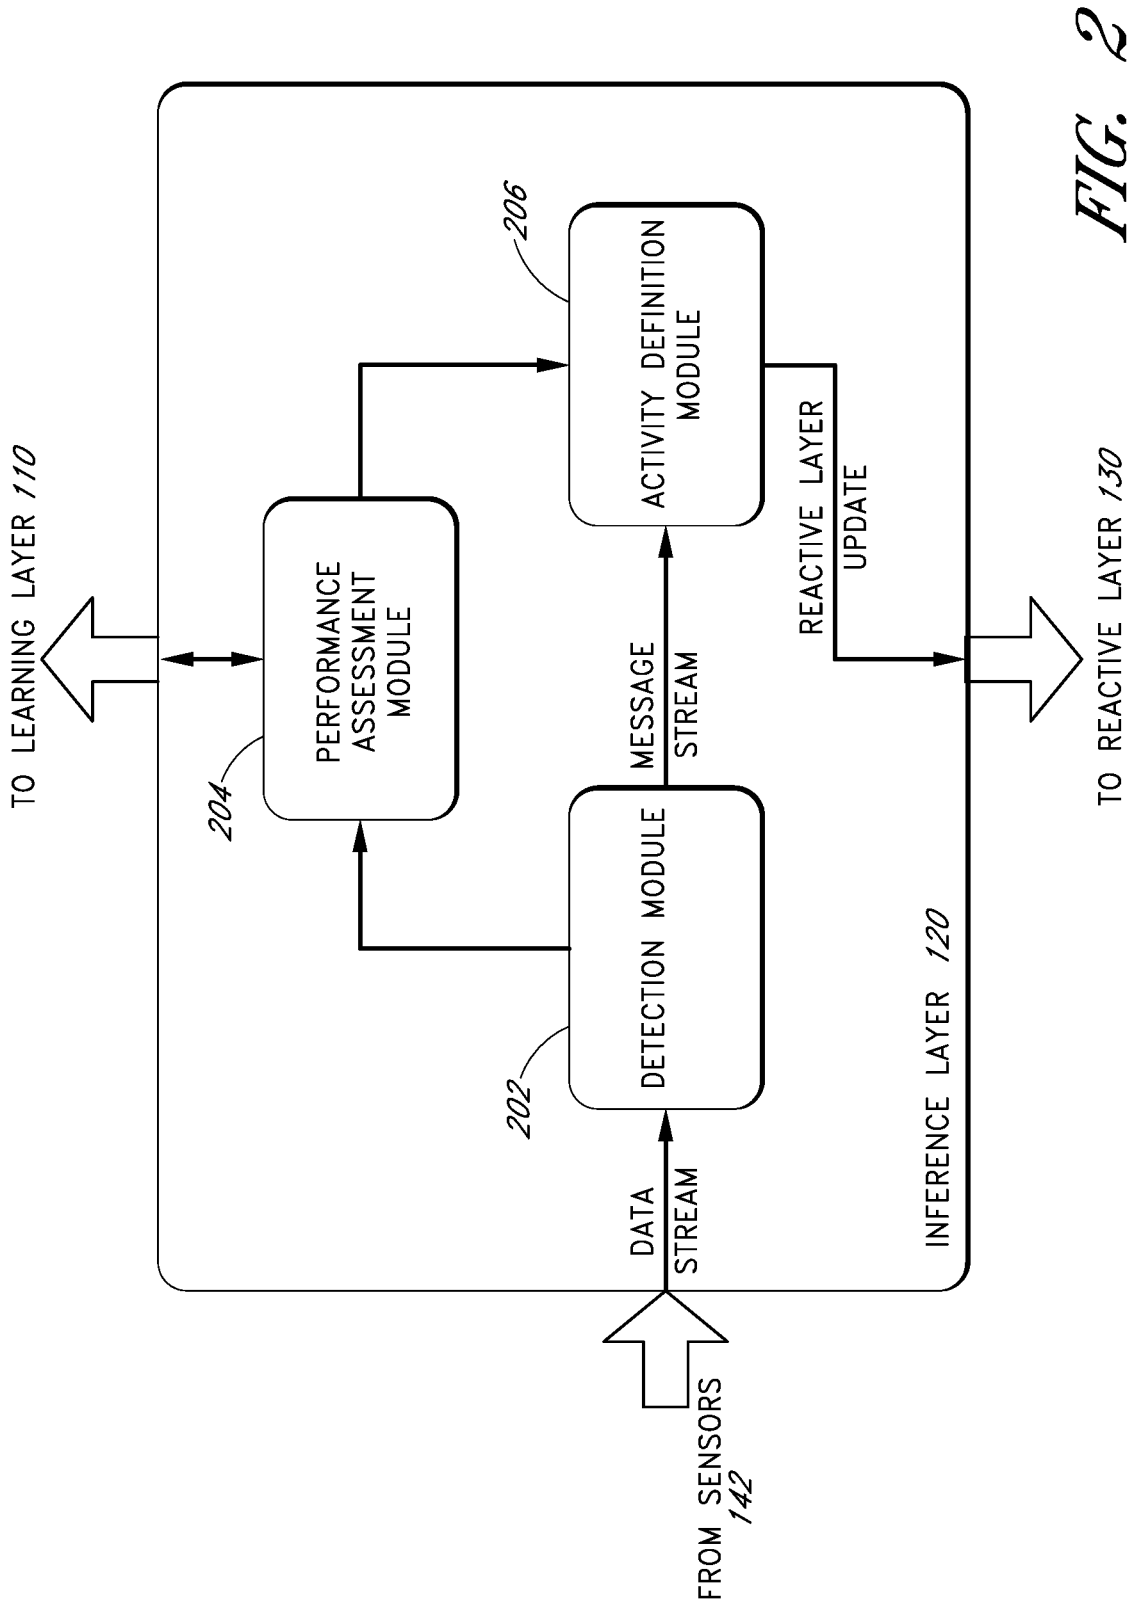 TO LEARNING LAYER 110
204
PERFORMANCE
ASSESSMENT
MODULE
206
ACTIVITY DEFINITION
MODULE
202
DETECTION MODULE
MESSAGE
STREAM
DATA
STREAM
FROM SENSORS
142
REACTIVE LAYER
UPDATE
INFERENCE LAYER 120
TO REACTIVE LAYER 130
FIG. 2